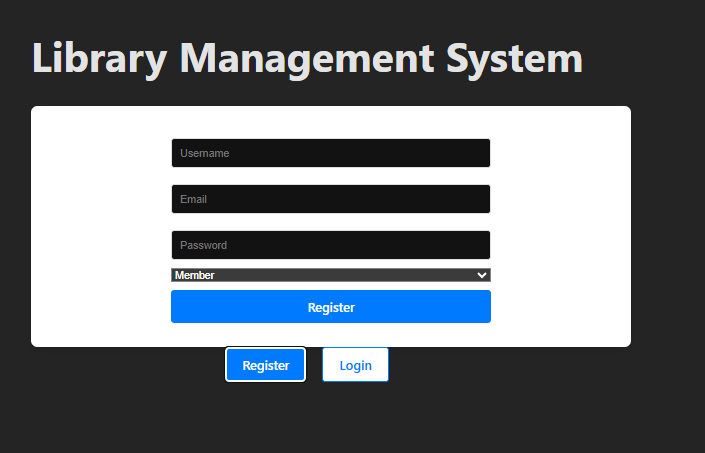 Library Management System
Username
Email
Password
Member
Register
Register Login